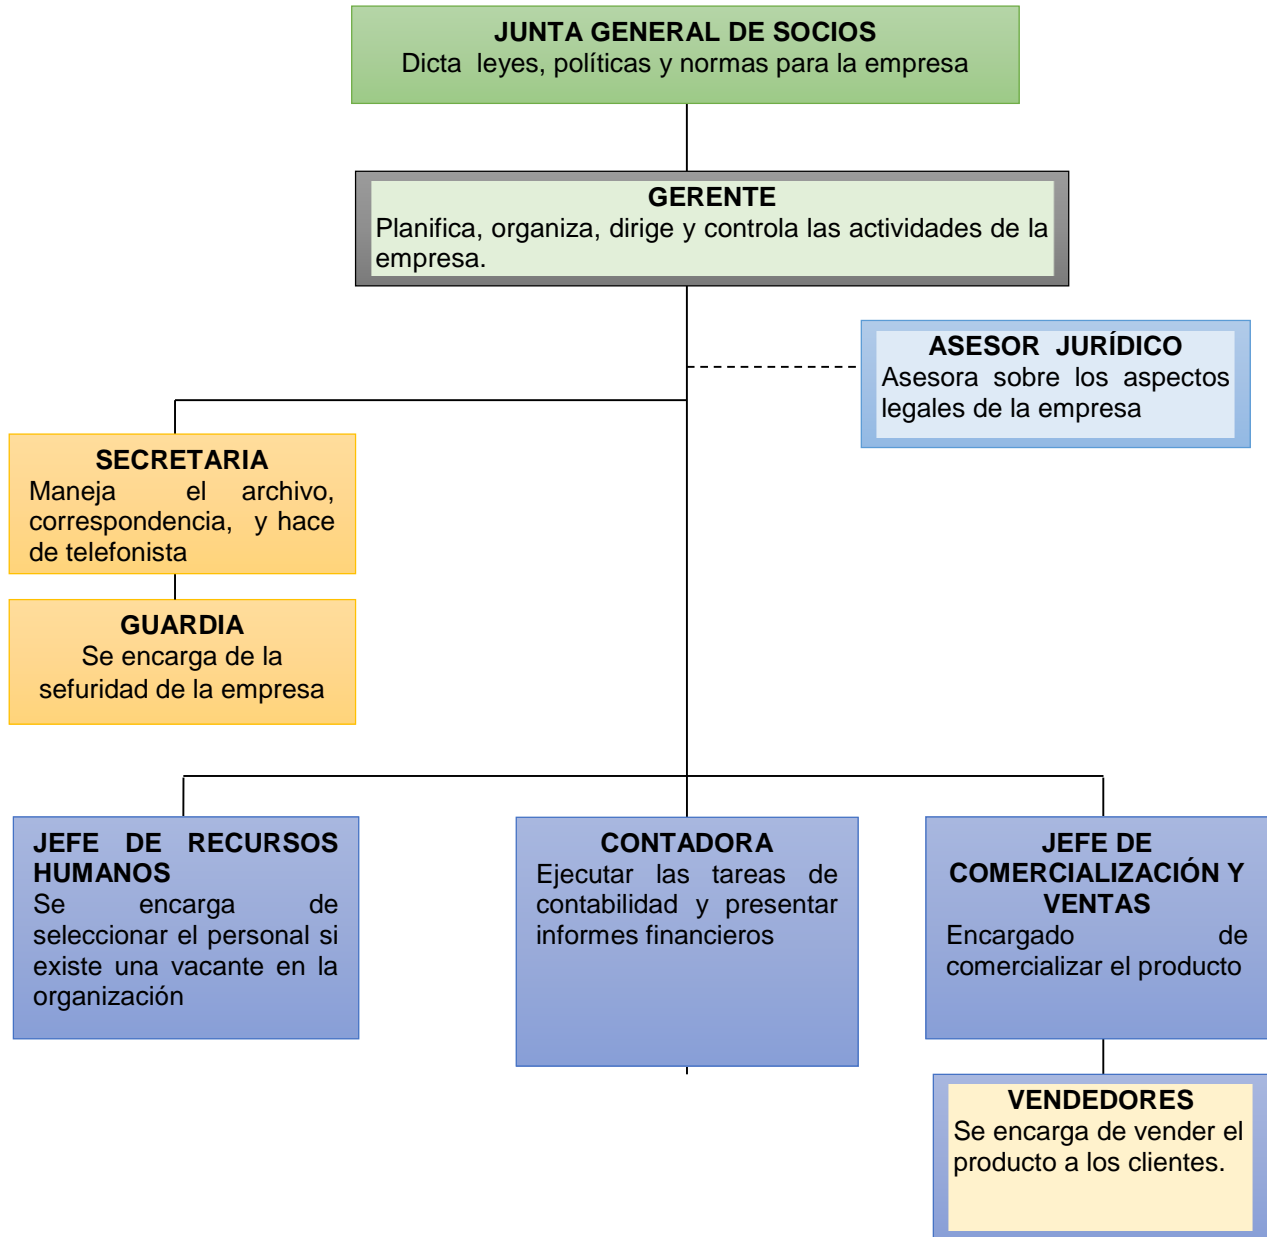 JUNTA GENERAL DE SOCIOS
Dicta leyes, políticas y normas para la empresa
GERENTE
Planifica, organiza, dirige y controla las actividades de la
empresa.
ASESOR JURÍDICO
Asesora sobre los aspectos
legales de la empresa
SECRETARIA
Maneja el archivo,
correspondencia, y hace
de telefonista
GUARDIA
Se encarga de la
sefuridad de la empresa
JEFE DE RECURSOS
HUMANOS
Se encarga de
seleccionar el personal si
existe una vacante en la
organización
CONTADORA
Ejecutar las tareas de
contabilidad y presentar
informes financieros
JEFE DE
COMERCIALIZACIÓN Y
VENTAS
Encargado de
comercializar el producto
VENDEDORES
Se encarga de vender el
producto a los clientes.